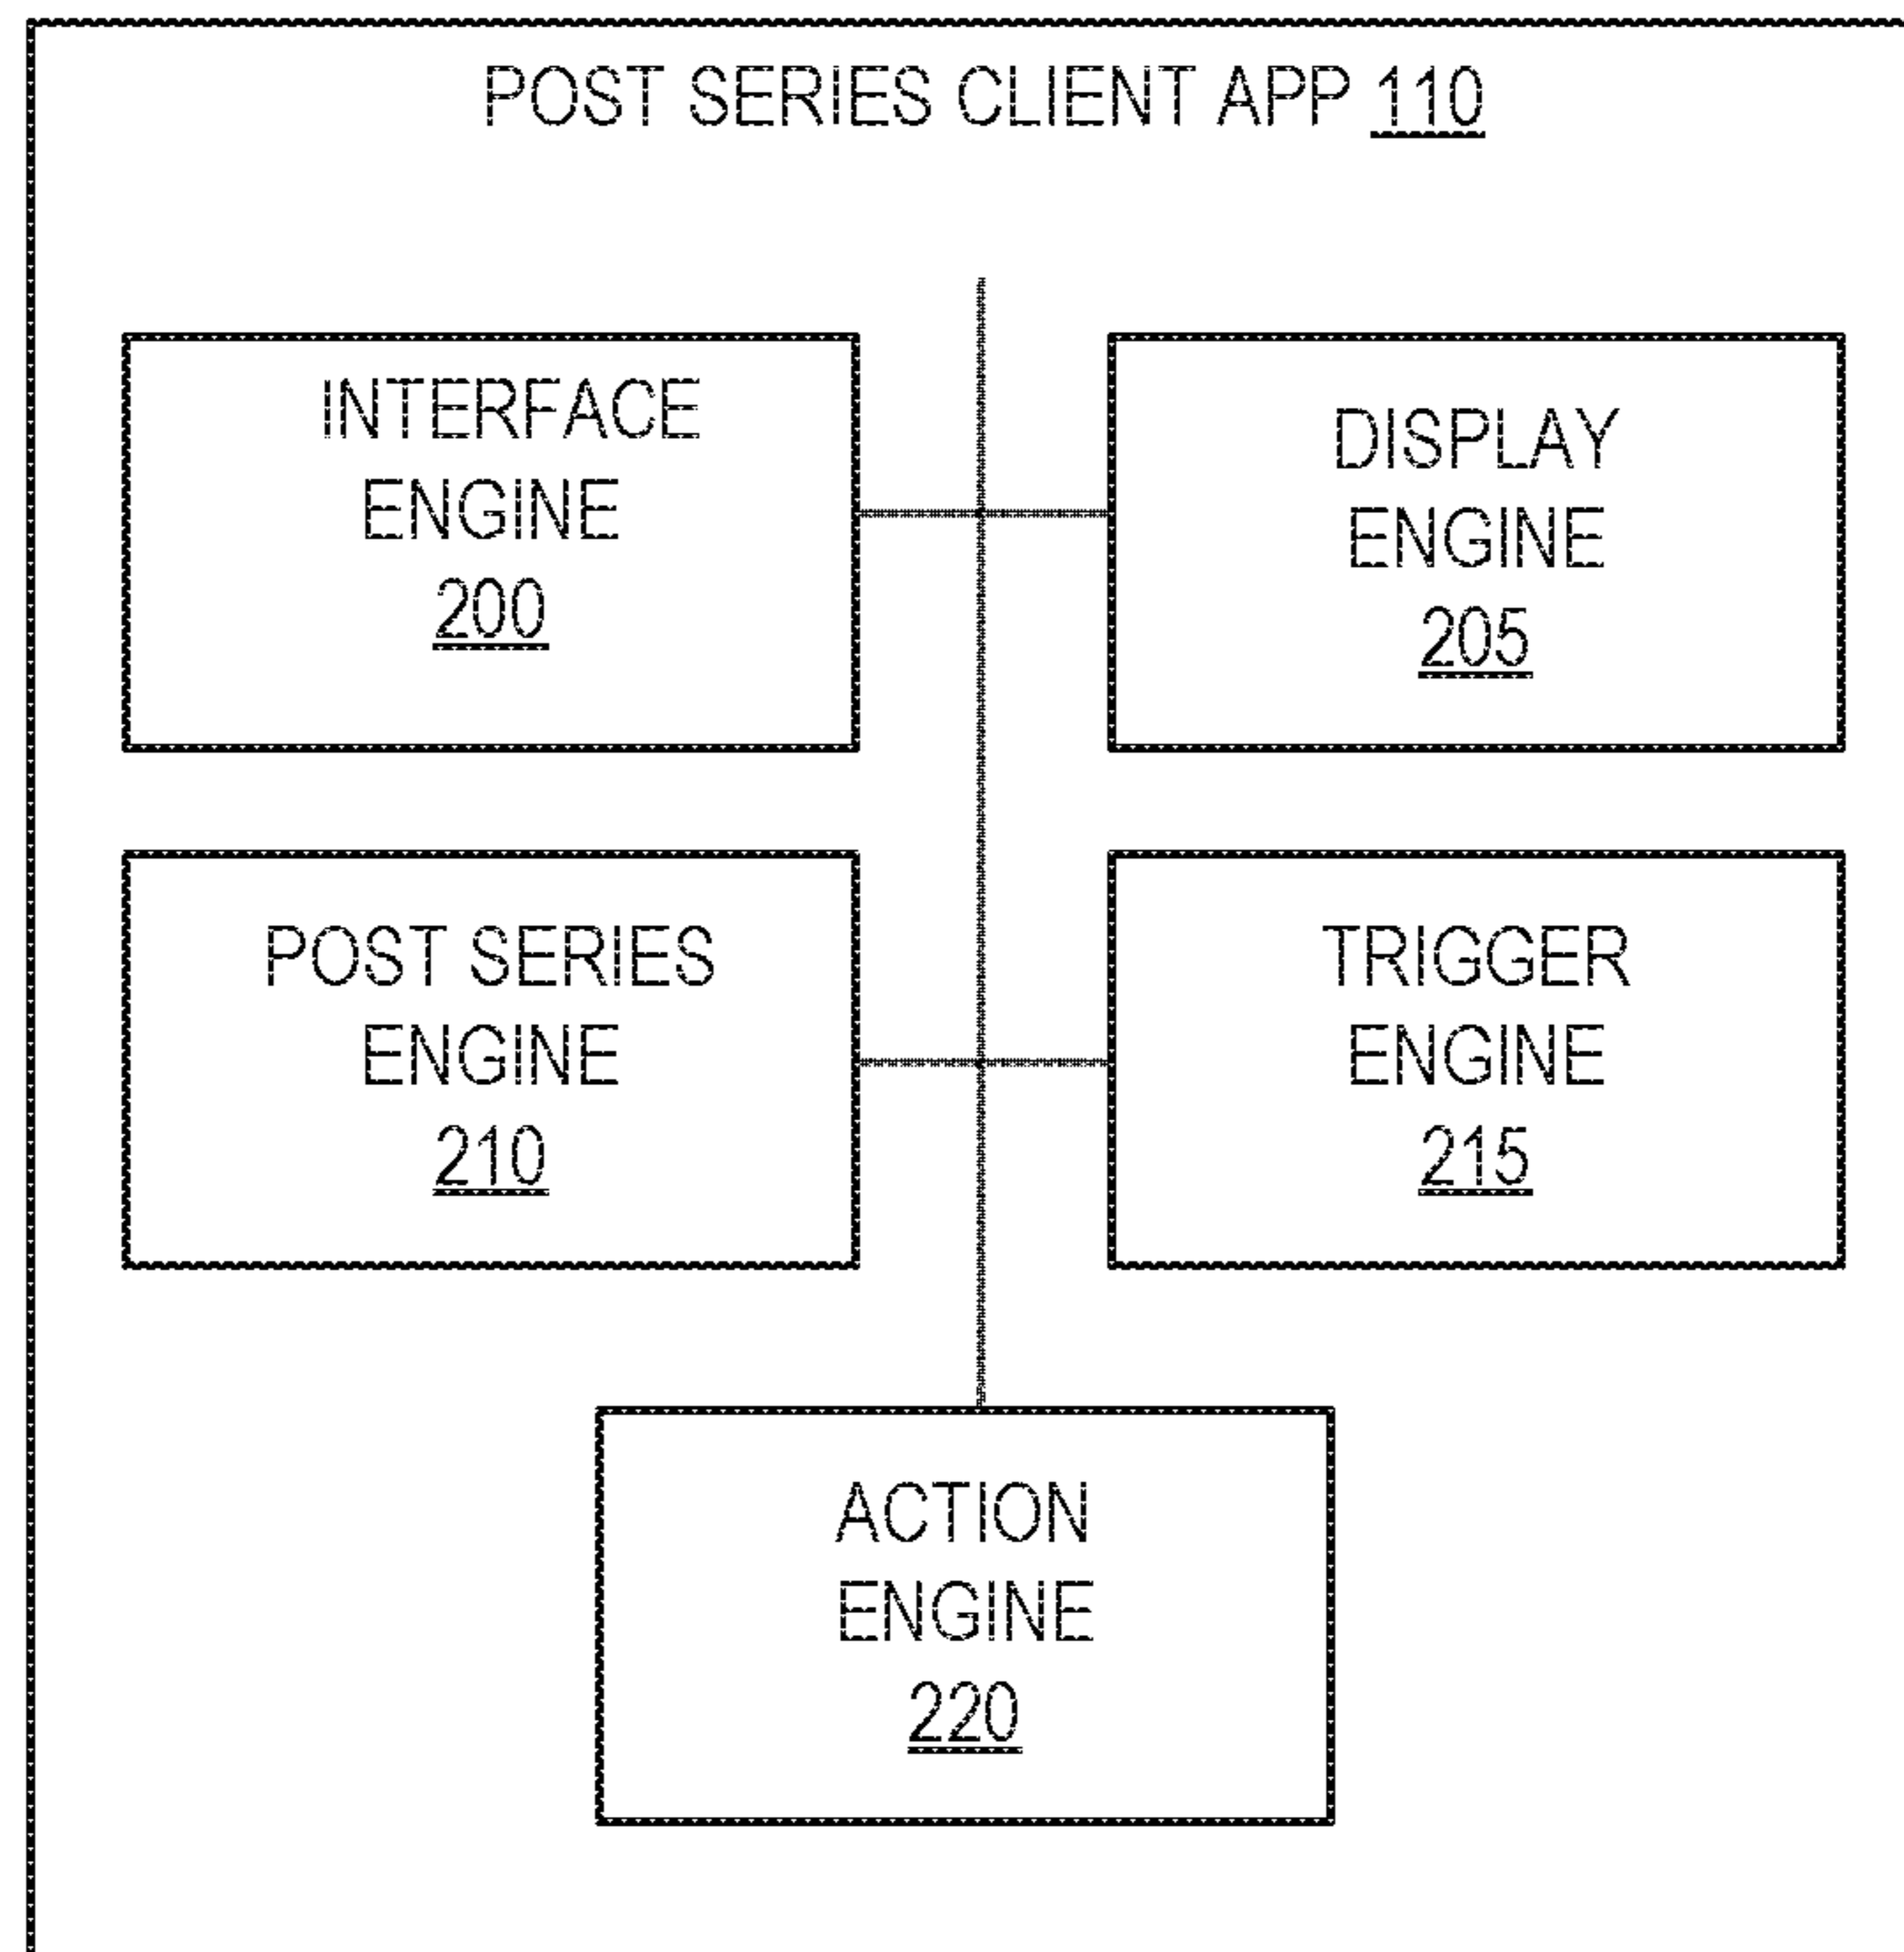 POST SERIES CLIENT APP 110
INTERFACE
ENGINE
200
DISPLAY
ENGINE
205
POST SERIES
ENGINE
210
TRIGGER
ENGINE
215
ACTION
ENGINE
220